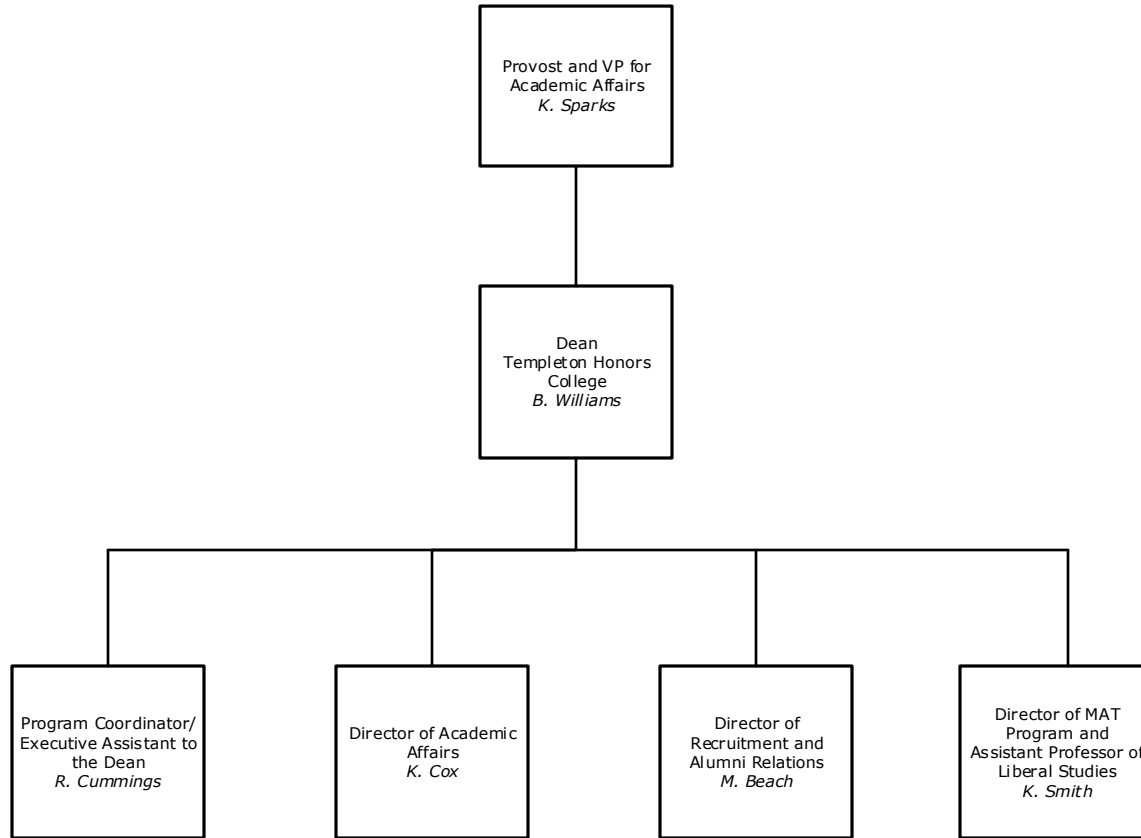 Provost and VP for
Academic Affairs
K. Sparks
Dean
Templeton Honors
College
B. Williams
Program Coordinator/
Executive Assistant to
the Dean
R. Cummings
Director of Academic
Affairs
K. Cox
Director of
Recruitment and
Alumni Relations
M. Beach
Director of MAT
Program and
Assistant Professor of
Liberal Studies
K. Smith